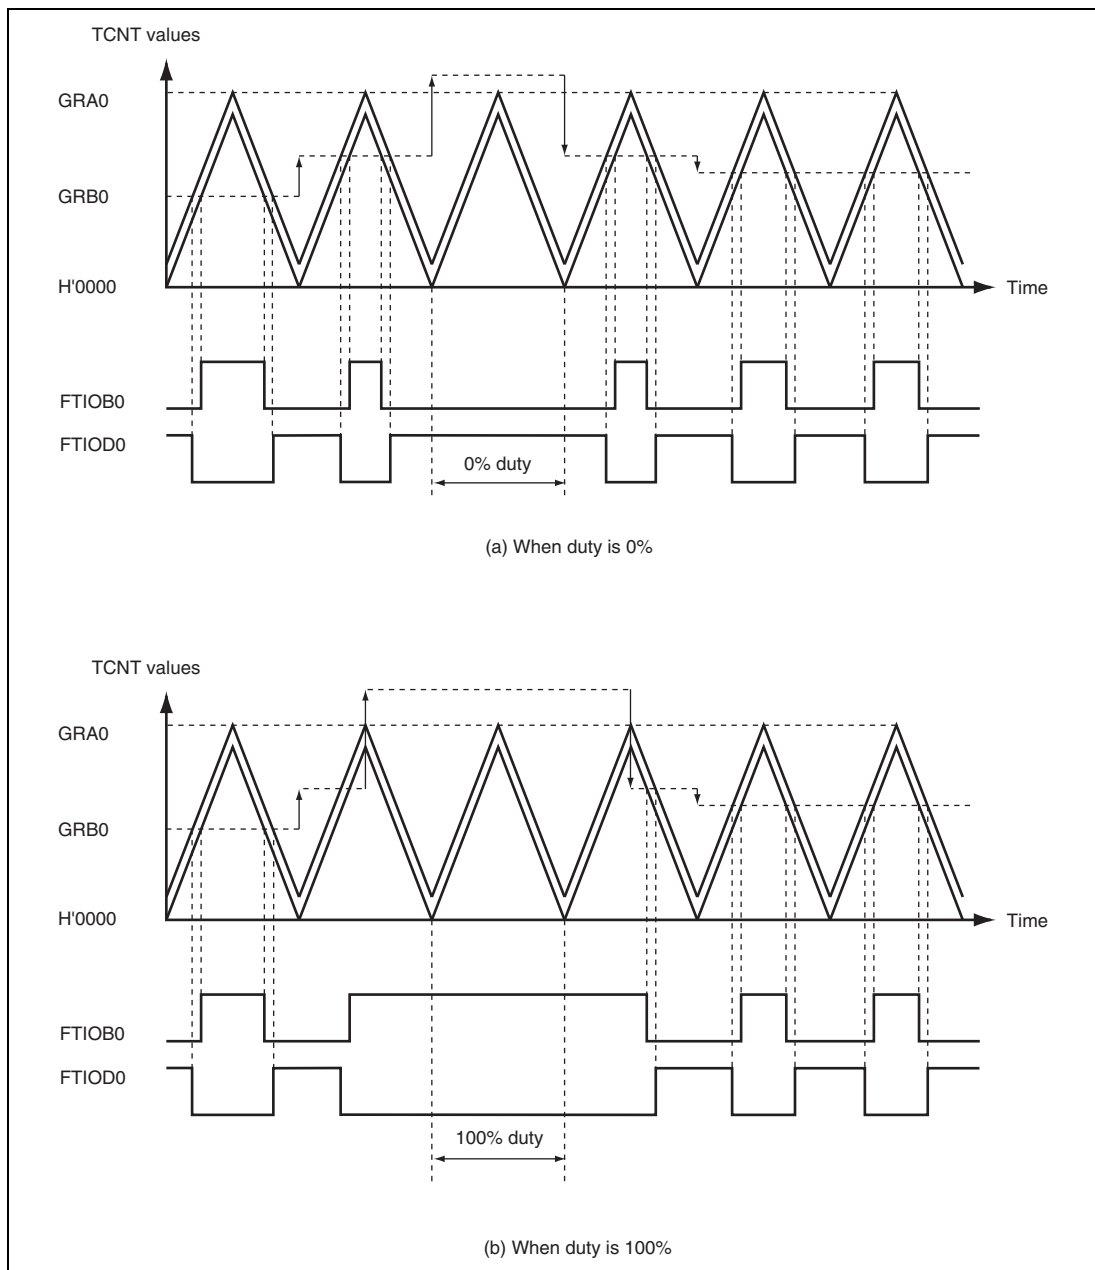 TCNT values
GRA0
GRB0
H'0000
Time
FTIOB0
FTIOD0
0% duty
(a) When duty is 0%
TCNT values
GRA0
GRB0
H'0000
Time
FTIOB0
FTIOD0
100% duty
(b) When duty is 100%